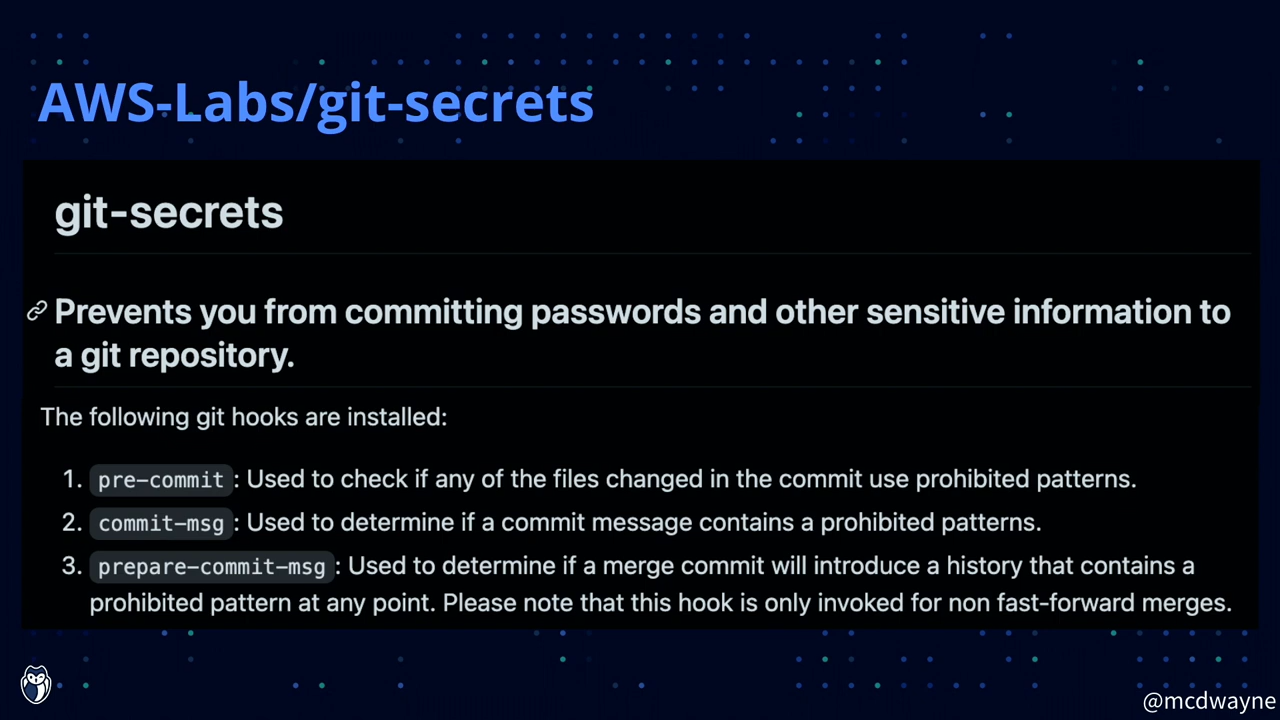 AWS-Labs/git-secrets
git-secrets
Prevents you from committing passwords and other sensitive information to
a git repository.
The following git hooks are installed:
1. pre-commit: Used to check if any of the files changed in the commit use prohibited patterns.
2. commit-msg: Used to determine if a commit message contains a prohibited patterns.
3. prepare-commit-msg: Used to determine if a merge commit will introduce a history that contains a
prohibited pattern at any point. Please note that this hook is only invoked for non fast-forward merges.
@mcdwayne